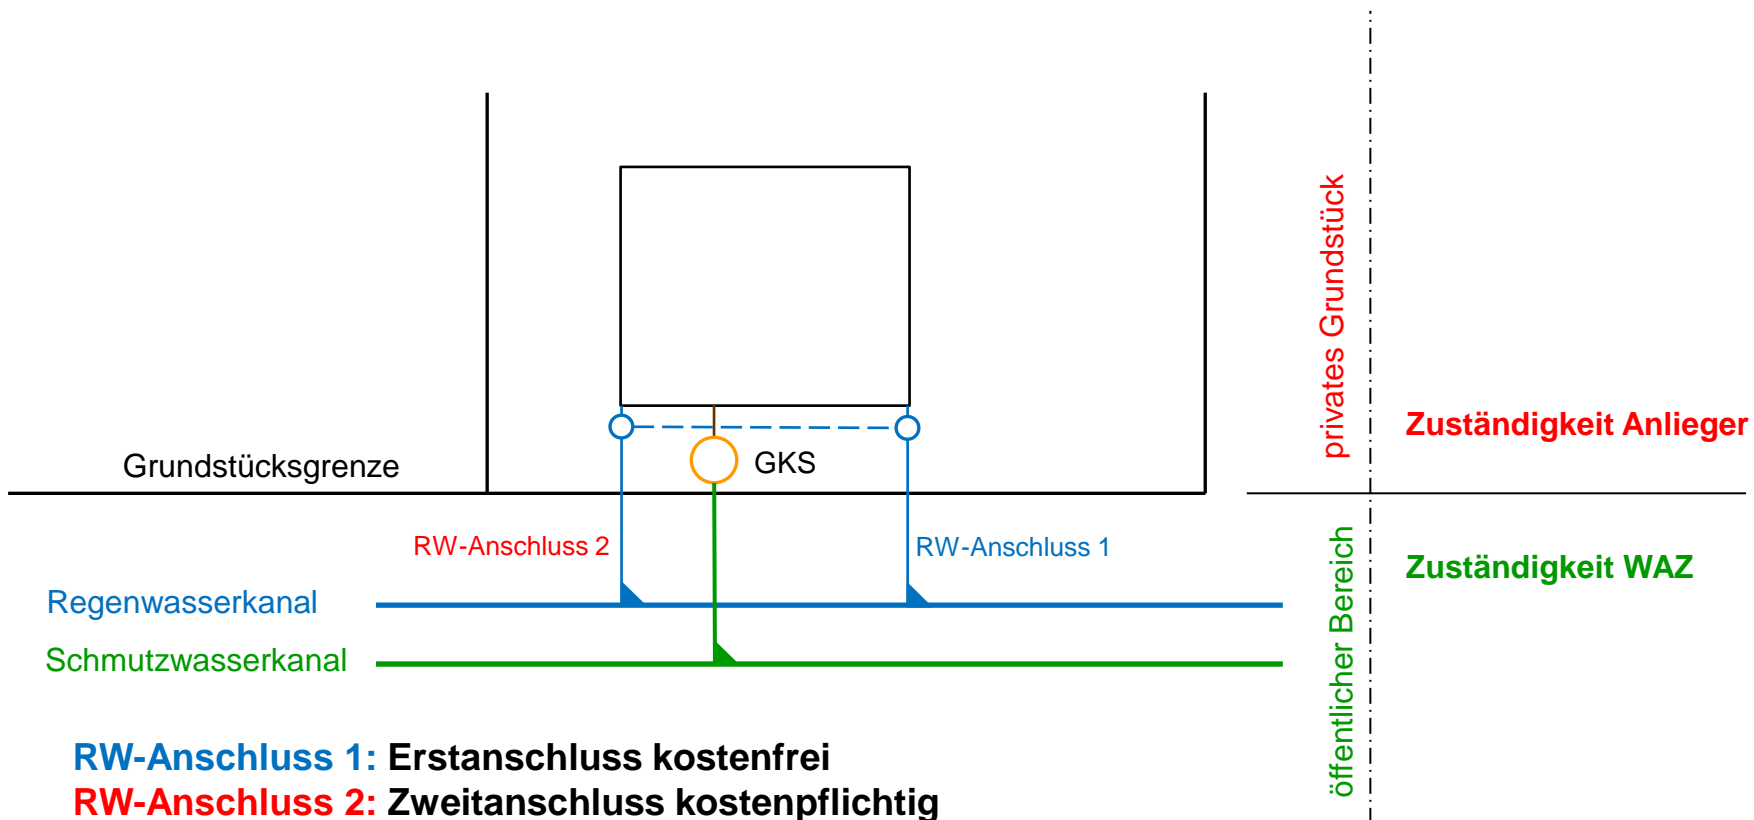 privates Grundstück
Zuständigkeit Anlieger
Grundstücksgrenze
GKS
RW-Anschluss 2
RW-Anschluss 1
Zuständigkeit WAZ
öffentlicher Bereich
Regenwasserkanal
Schmutzwasserkanal
RW-Anschluss 1: Erstanschluss kostenfrei
RW-Anschluss 2: Zweitanschluss kostenpflichtig